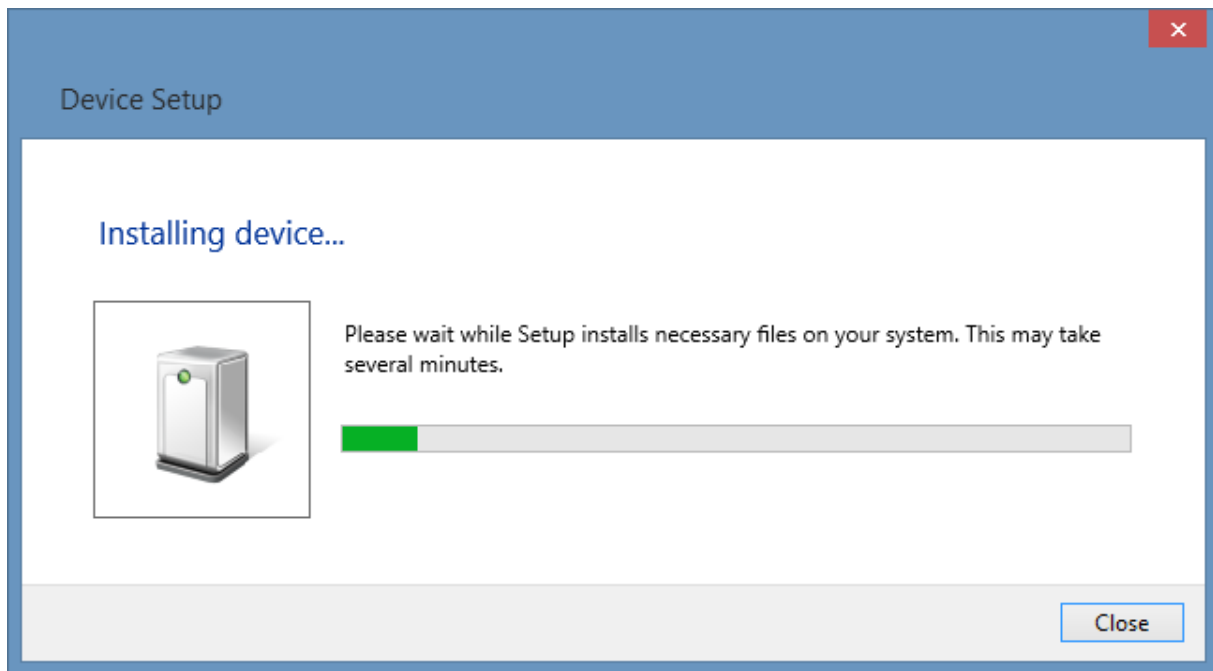 Device Setup
Installing device...
Please wait while Setup installs necessary files on your system. This may take
several minutes.
Close